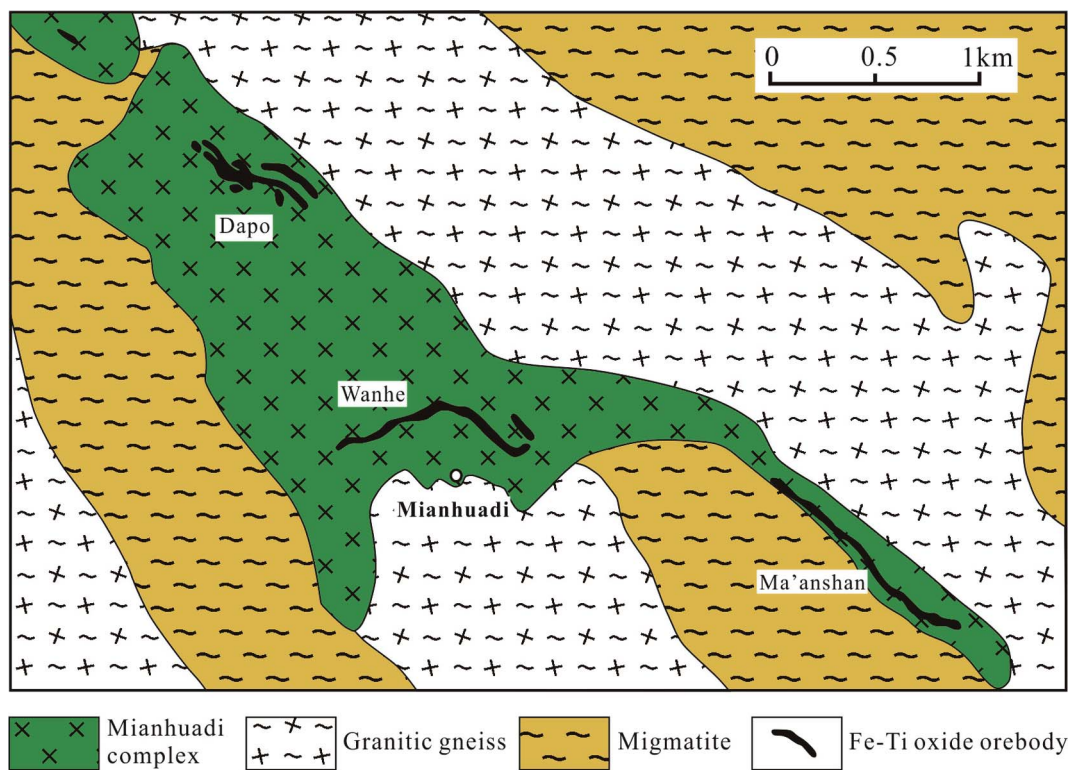 0 0.5 1km
Dapo
Wanhe
Mianhuadi
Ma'anshan
Mianhuadi
complex
Granitic gneiss
Migmatite
Fe-Ti oxide orebody